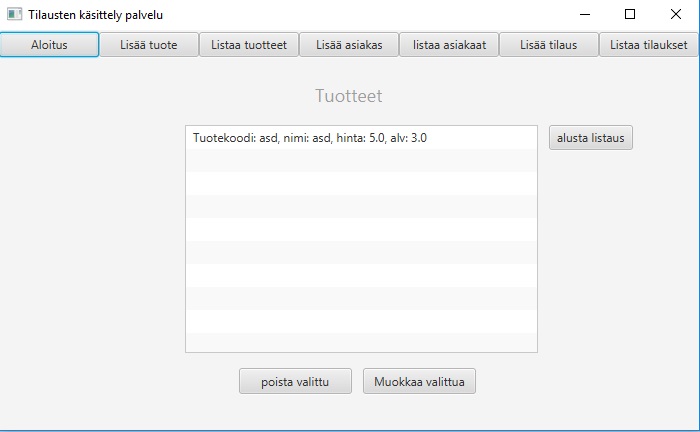 Tilausten käsittely palvelu
Aloitus Lisää tuote Listaa tuotteet Lisää asiakas listaa asiakaat Lisää tilaus Listaa tilaukset
Tuotteet
Tuotekoodi: asd, nimi: asd, hinta: 5.0, alv: 3.0
alusta listaus
poista valittu Muokkaa valittua